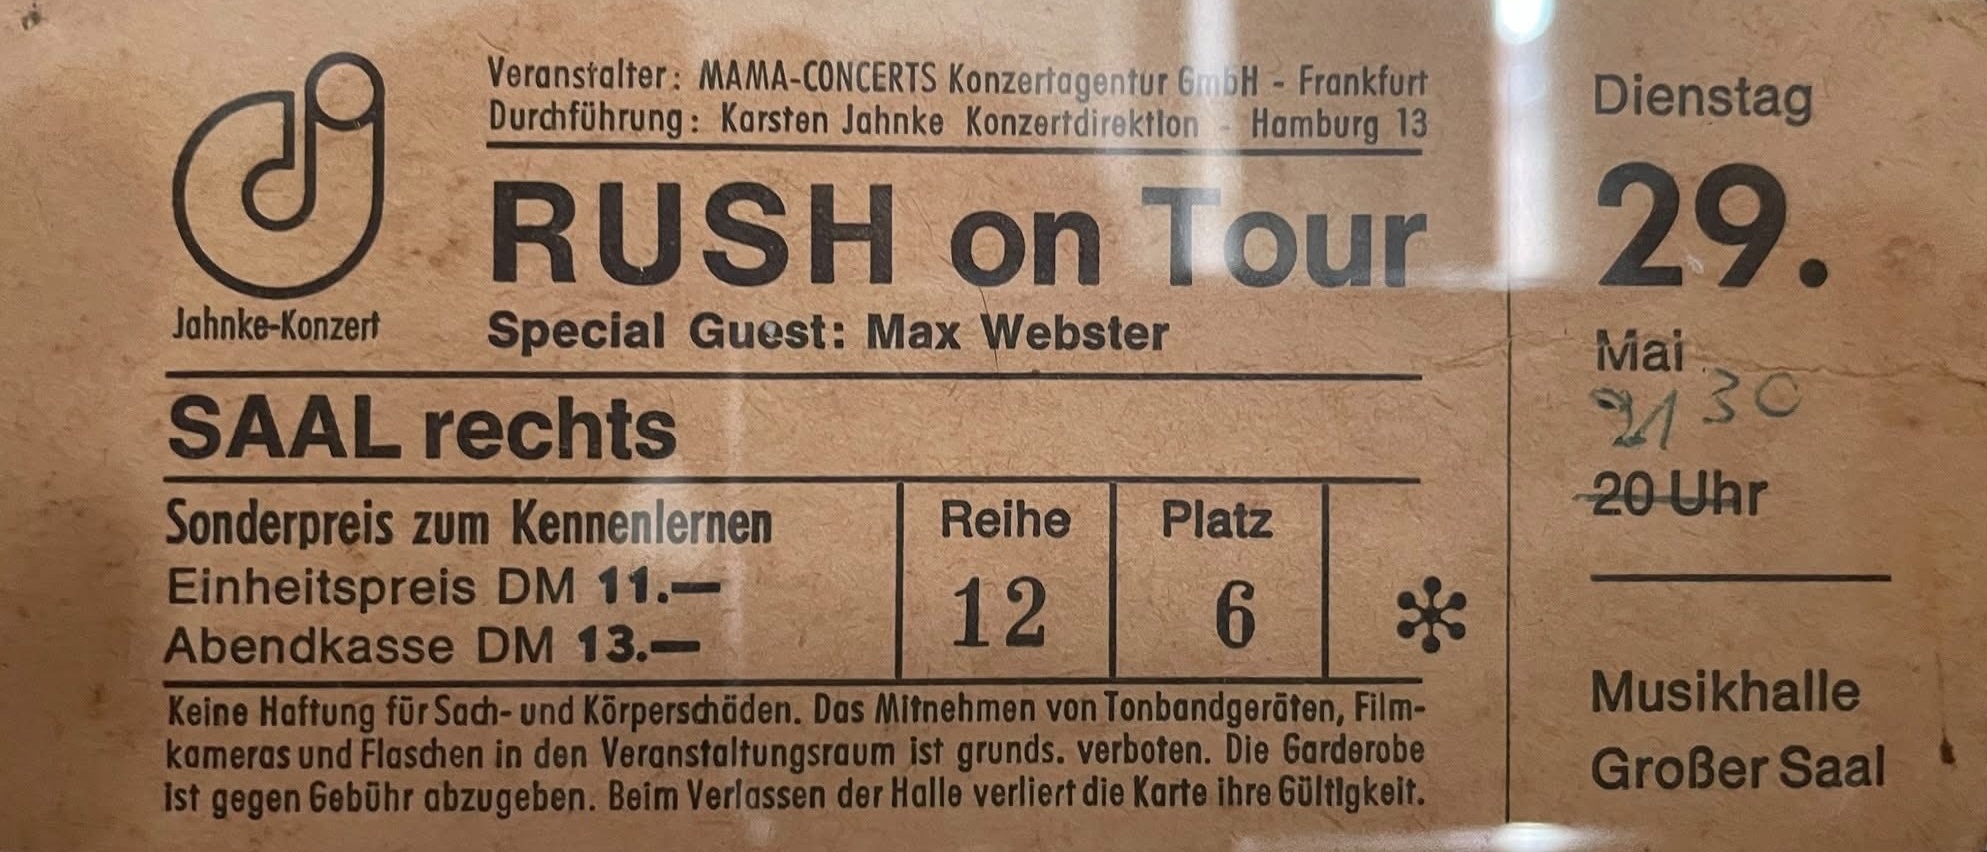 Veranstalter: MAMA-CONCERTS Konzertagentur GmbH - Frankfurt
Durchführung: Karsten Jahnke Konzertdirektion - Hamburg 13
RUSH on Tour
Special Guest: Max Webster
Jahnke-Konzert
SAAL rechts
Sonderpreis zum Kennenlernen
Einheitspreis DM 11.—
Abendkasse DM 13.—
Reihe
12
Platz
6
Keine Haftung für Sach- und Körperschäden. Das Mitnehmen von Tonbandgeräten, Film-
kameras und Flaschen in den Veranstaltungsraum ist grunds. verboten. Die Garderobe
ist gegen Gebühr abzugeben. Beim Verlassen der Halle verliert die Karte ihre Gültigkeit.
Dienstag
29.
Mai
21 30
20 Uhr
Musikhalle
Großer Saal